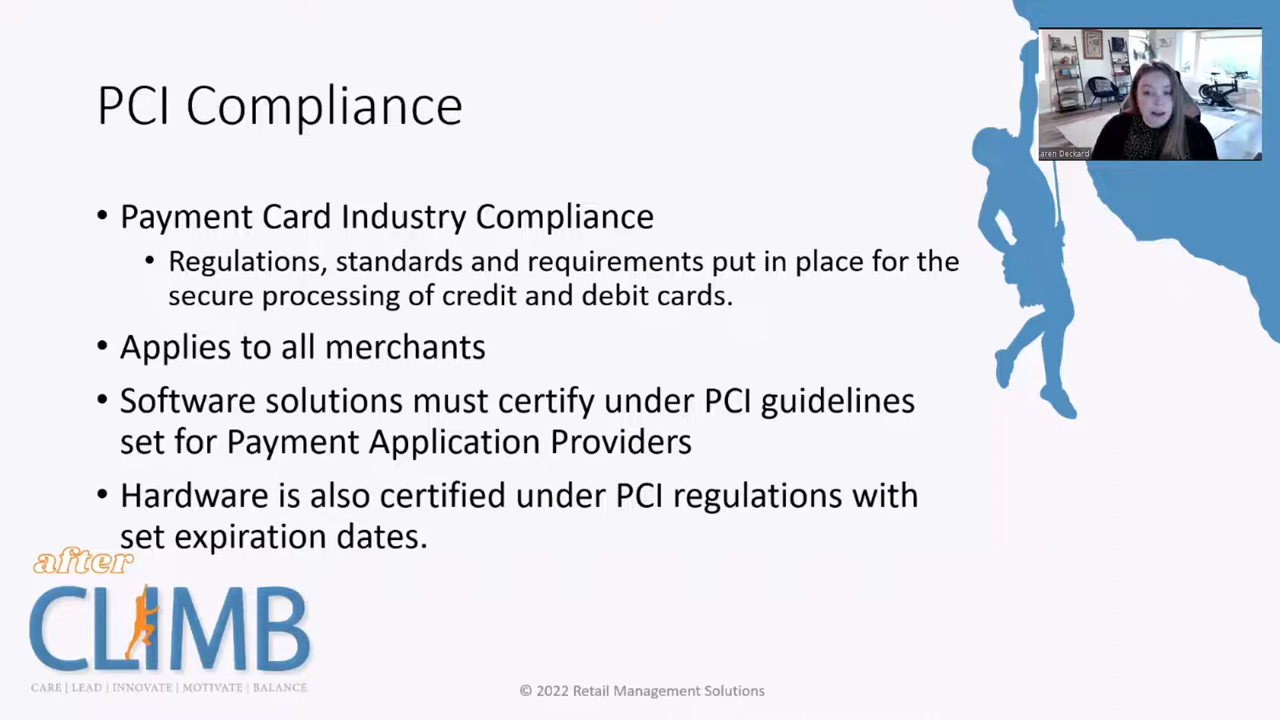 PCI Compliance
aren Deckard
• Payment Card Industry Compliance
• Regulations, standards and requirements put in place for the
secure processing of credit and debit cards.
• Applies to all merchants
• Software solutions must certify under PCI guidelines
set for Payment Application Providers
• Hardware is also certified under PCI regulations with
set expiration dates.
after
CLIMB
CARE | LEAD | INNOVATE | MOTIVATE | BALANCE
© 2022 Retail Management Solutions